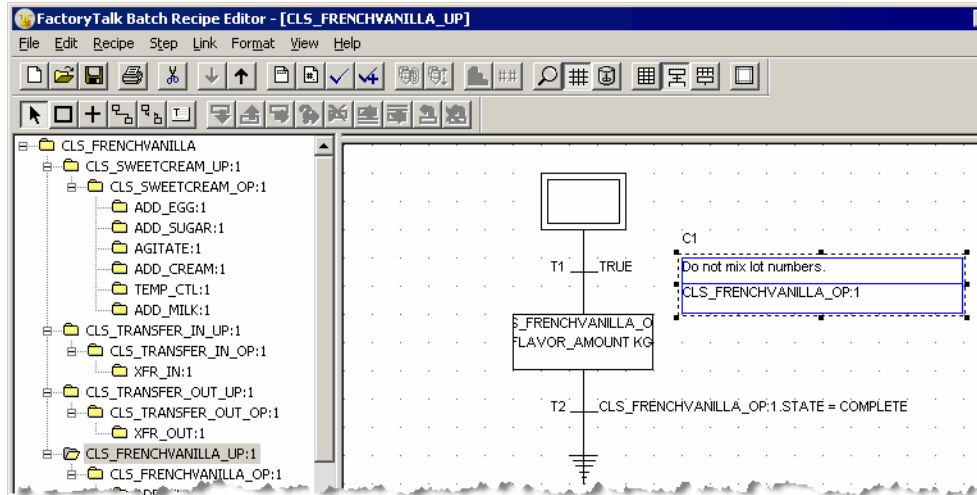 FactoryTalk Batch Recipe Editor - [CLS_FRENCHVANILLA_UP]
File Edit Recipe Step Link Format View Help
CLS_FRENCHVANILLA
CLS_SWEETCREAM_UP:1
CLS_SWEETCREAM_OP:1
ADD_EGG:1
ADD_SUGAR:1
AGITATE:1
ADD_CREAM:1
TEMP_CTL:1
ADD_MILK:1
CLS_TRANSFER_IN_UP:1
CLS_TRANSFER_IN_OP:1
XFR_IN:1
CLS_TRANSFER_OUT_UP:1
CLS_TRANSFER_OUT_OP:1
XFR_OUT:1
CLS_FRENCHVANILLA_UP:1
CLS_FRENCHVANILLA_OP:1
T1 TRUE
C1
Do not mix lot numbers.
CLS_FRENCHVANILLA_OP:1
S_FRENCHVANILLA_O
FLAVOR_AMOUNT KG
T2 CLS_FRENCHVANILLA_OP:1.STATE = COMPLETE